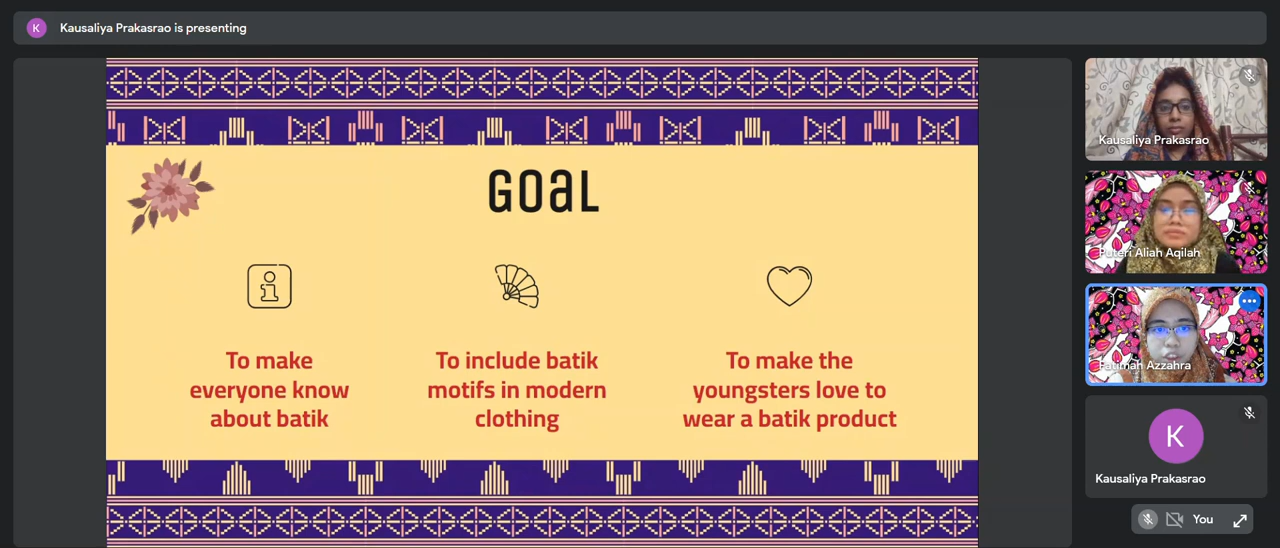 K Kausaliya Prakasrao is presenting
GOaL
To make
everyone know
about batik
To include batik
motifs in modern
clothing
To make the
youngsters love to
wear a batik product
Kausaliya Prakasrao
Puteri Aliah Aqilah
Fatimah Azzahra
K
Kausaliya Prakasrao
You